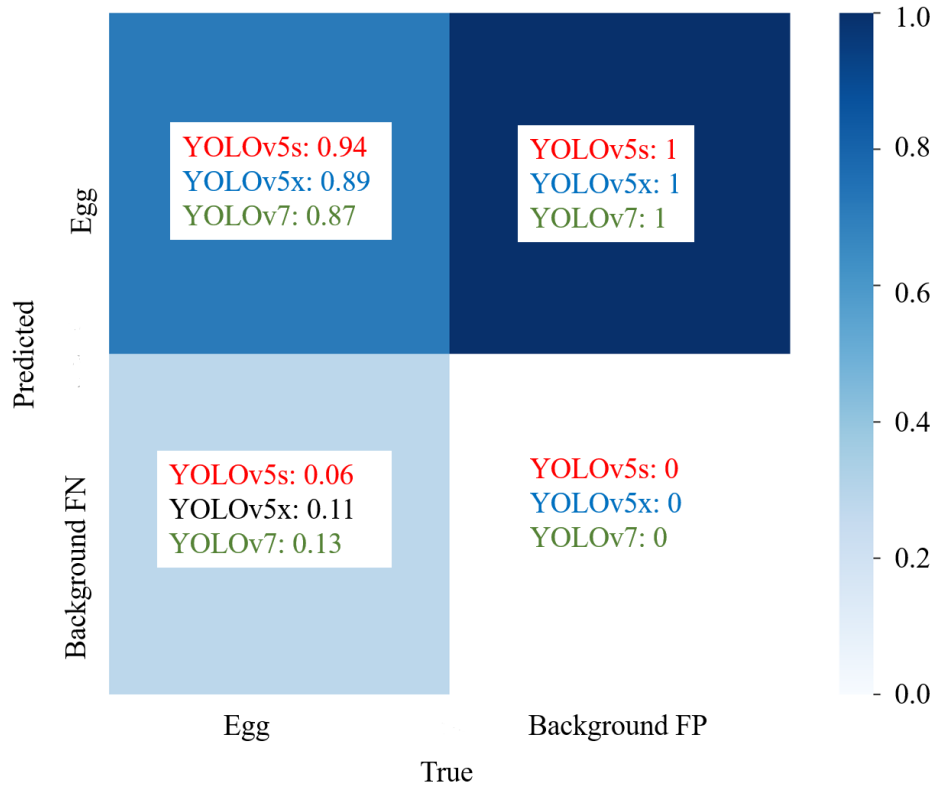 YOLOv5s: 0.94
YOLOv5x: 0.89
YOLOv7: 0.87
YOLOv5s: 1
YOLOv5x: 1
YOLOv7: 1
YOLOv5s: 0.06
YOLOv5x: 0.11
YOLOv7: 0.13
YOLOv5s: 0
YOLOv5x: 0
YOLOv7: 0
Predicted
Egg
Background FN
Egg
Background FP
True
1.0
0.8
0.6
0.4
0.2
0.0